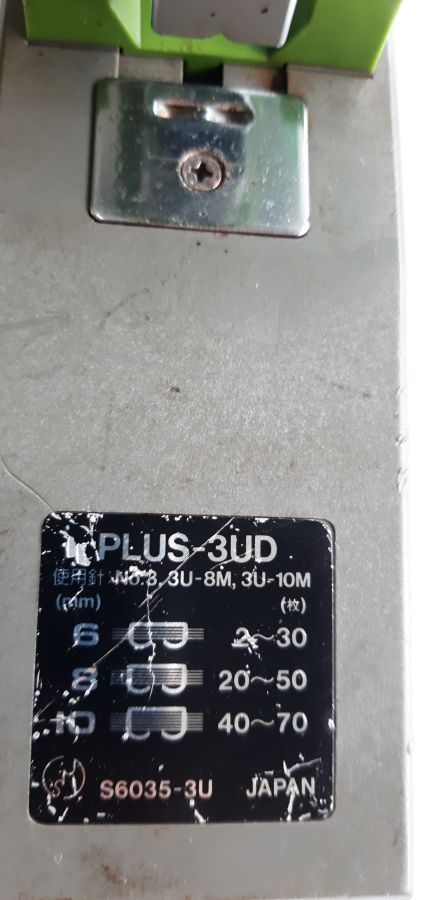 PLUS-3UD
使用針 No.3, 3U-8M, 3U-10M
(mm) (枚)
6 2~30
8 20~50
10 40~70
S6035-3U JAPAN